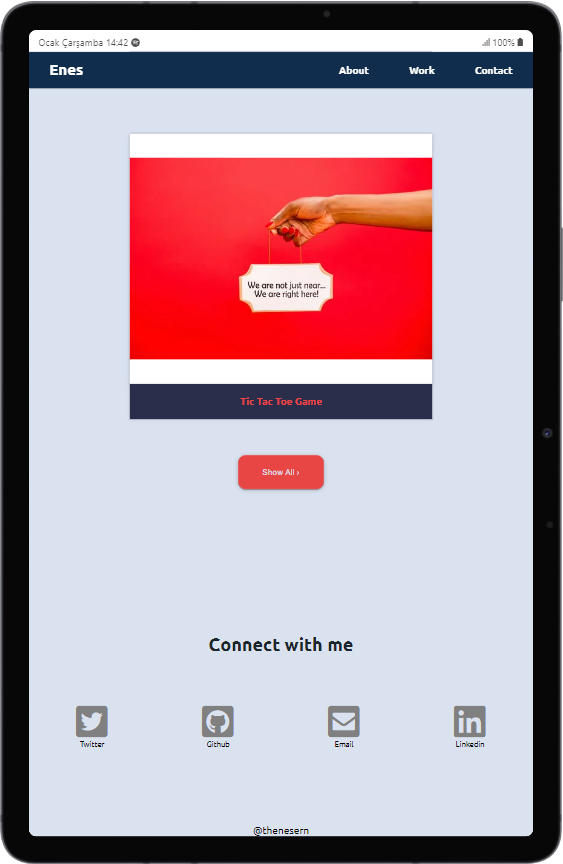 Ocak Çarşamba 14:42
100%
Enes
About
Work
Contact
We are not just near...
We are right here!
Tic Tac Toe Game
Show All ›
Connect with me
Twitter
Github
Email
Linkedin
@thenesern